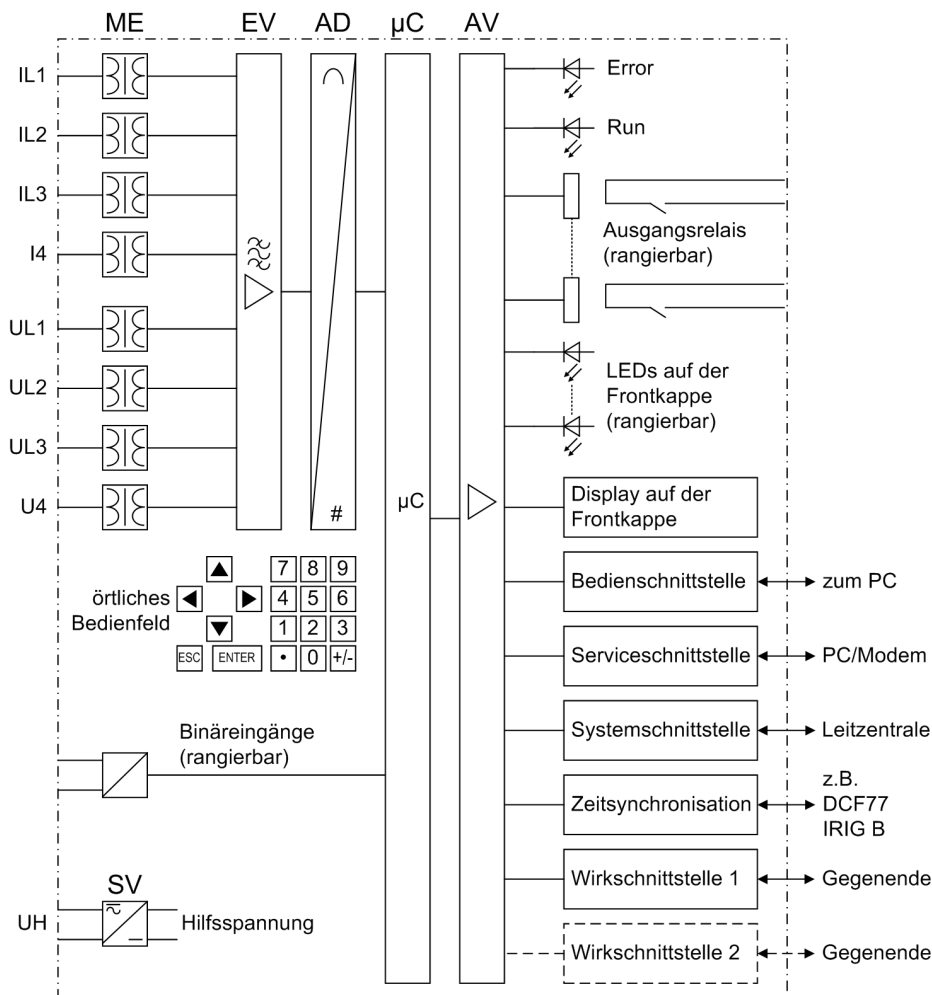 ME EV AD µC AV
IL1
IL2
IL3
I4
UL1
UL2
UL3
U4
#
µC
Error
Run
Ausgangsrelais
(rangierbar)
LEDs auf der
Frontkappe
(rangierbar)
Display auf der
Frontkappe
Bedienschnittstelle
zum PC
Serviceschnittstelle
PC/Modem
Systemschnittstelle
Leitzentrale
Zeitsynchronisation
z.B.
DCF77
IRIG B
Wirkschnittstelle 1
Gegenende
Wirkschnittstelle 2
Gegenende
örtliches
Bedienfeld
7 8 9
4 5 6
1 2 3
ESC ENTER • 0 +/-
Binäreingänge
(rangierbar)
SV
UH
Hilfsspannung